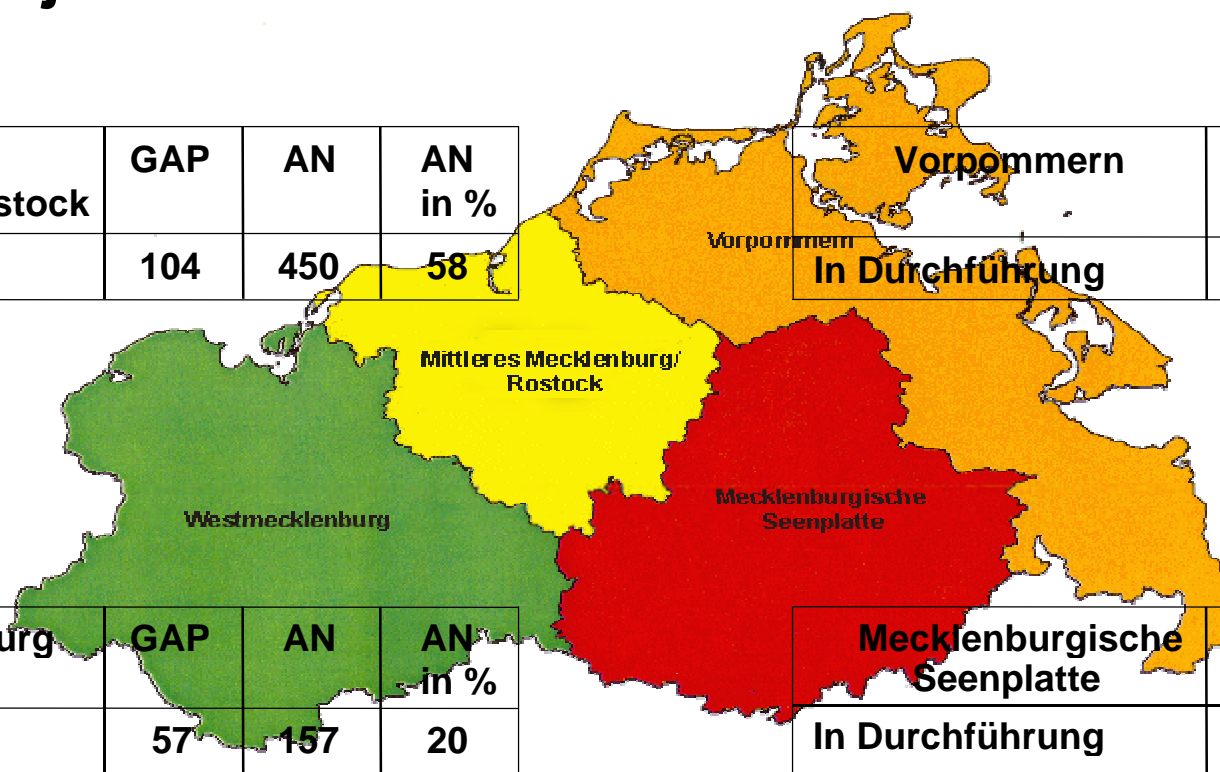 GAP AN AN
stock in %
104 450 58
Vorpommern
In Durchführung
Vorpommern
Mittleres Mecklenburg/
Rostock
Westmecklenburg
Mecklenburgische
Seenplatte
urg GAP AN AN
in %
57 157 20
Mecklenburgische
Seenplatte
In Durchführung